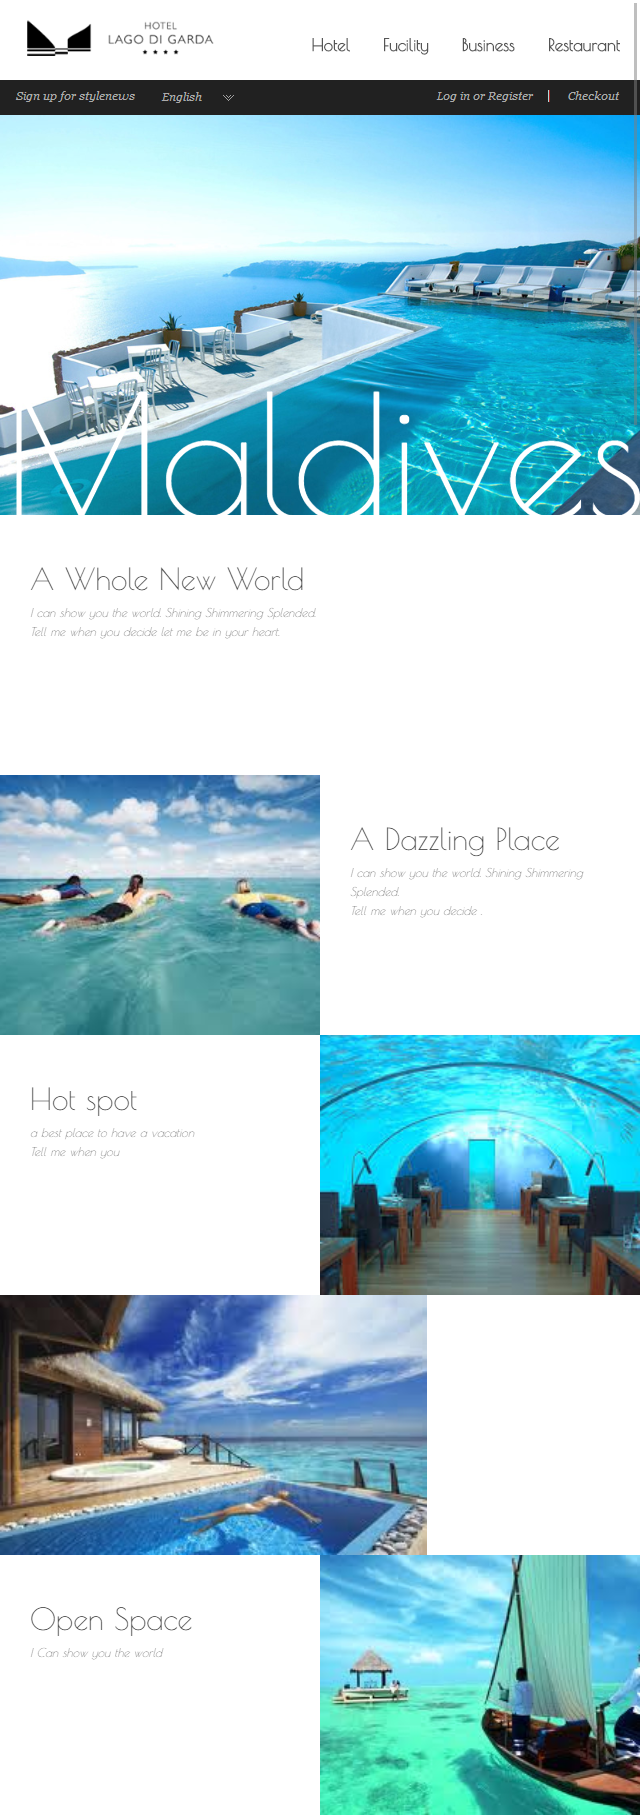 HOTEL
LAGO DI GARDA
Hotel Fucility Business Restaurant
Sign up for stylenews English Log in or Register | Checkout
Maldives
A Whole New World
I can show you the world. Shining Shimmering Splended.
Tell me when you decide let me be in your heart.
A Dazzling Place
I can show you the world. Shining Shimmering
Splended.
Tell me when you decide .
Hot spot
a best place to have a vacation
Tell me when you
Open Space
I Can show you the world